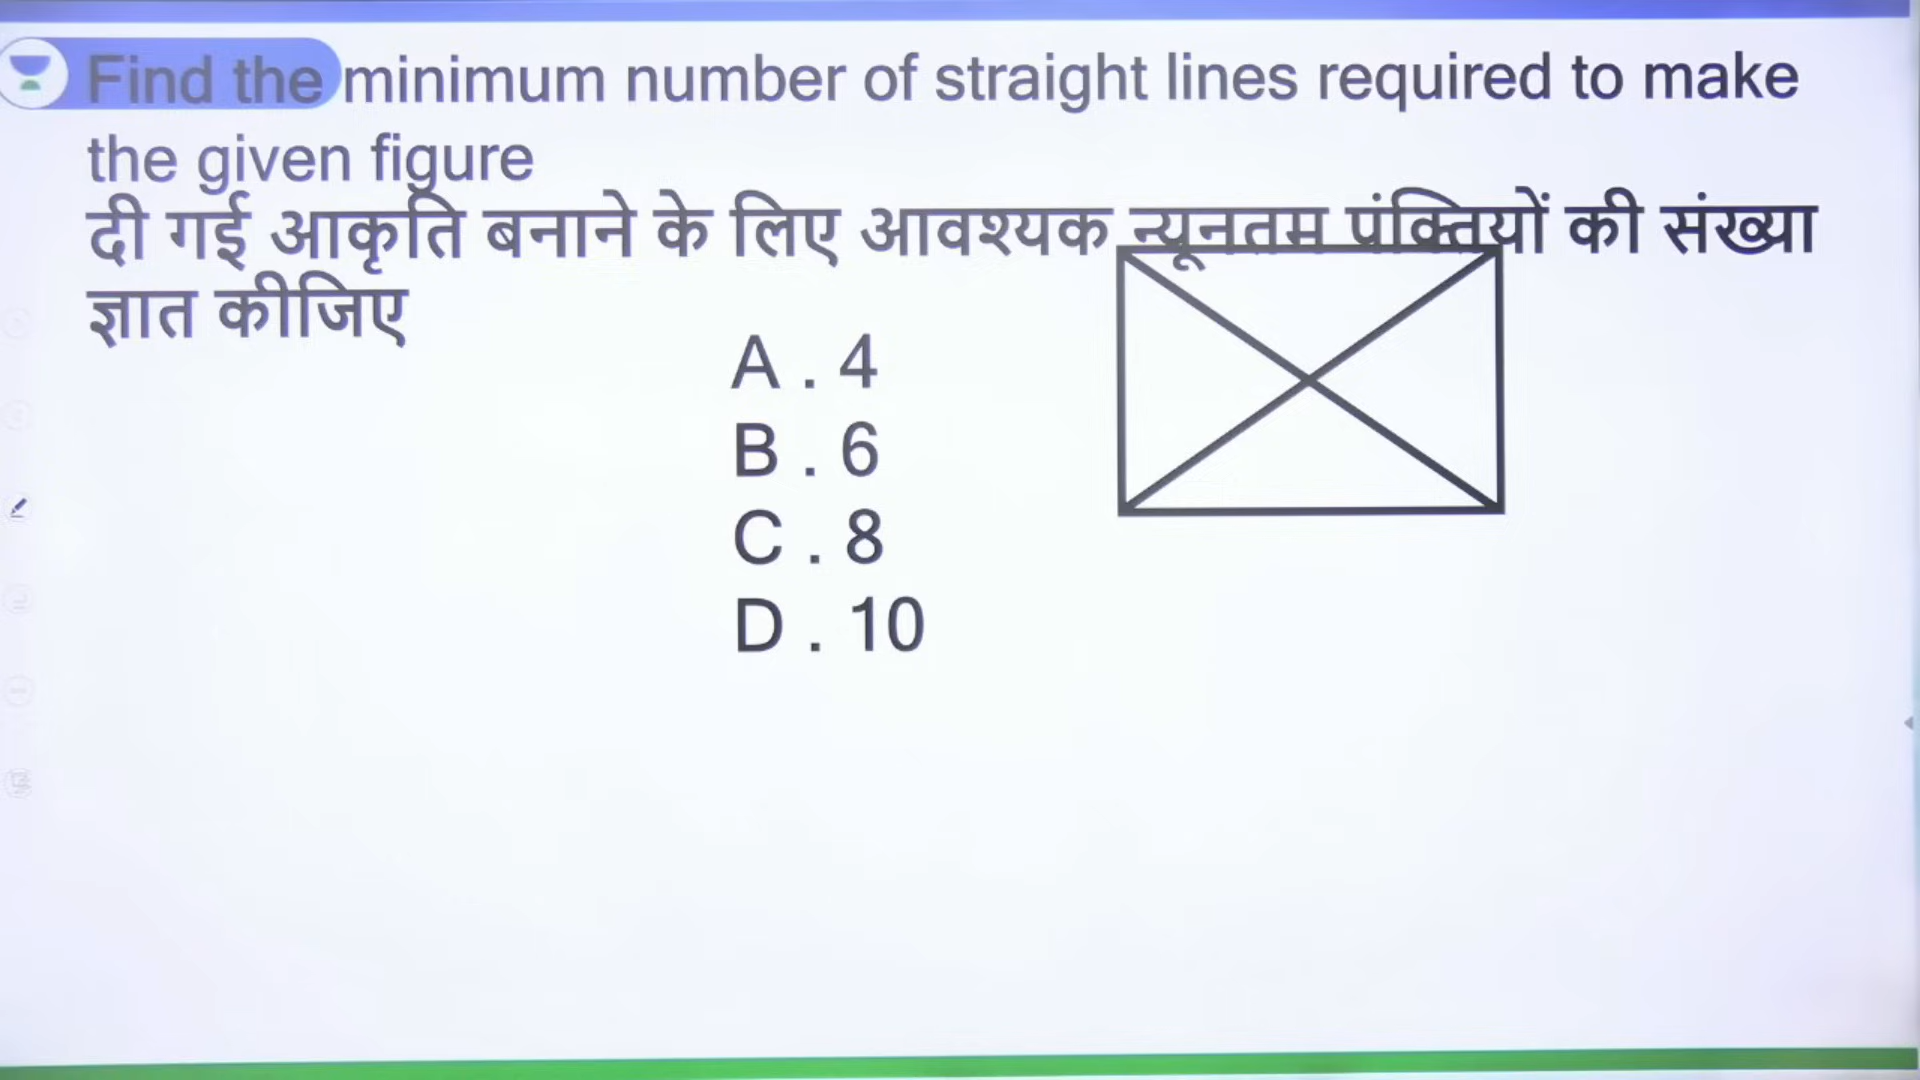 Find the minimum number of straight lines required to make
the given figure
दी गई आकृति बनाने के लिए आवश्यक न्यूनतम पंक्तियों की संख्या
ज्ञात कीजिए
A . 4
B . 6
C . 8
D . 10